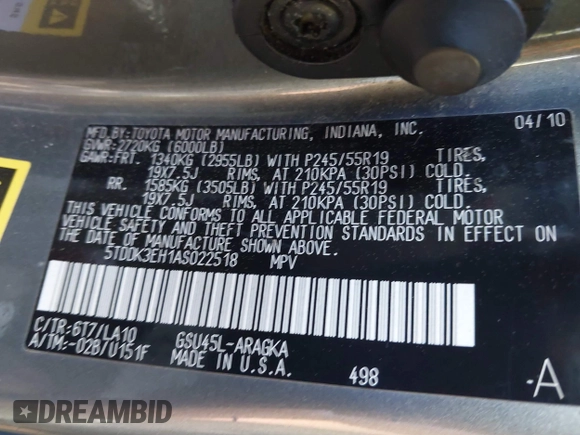 MFD.BY:TOYOTA MOTOR MANUFACTURING, INDIANA, INC. 04/10
GVWR:2720KG (6000LB)
GAWR:FRT. 1340KG (2955LB) WITH P245/55R19 TIRES,
19X7.5J RIMS, AT 210KPA (30PSI) COLD.
RR. 1585KG (3505LB) WITH P245/55R19 TIRES,
19X7.5J RIMS, AT 210KPA (30PSI) COLD.
THIS VEHICLE CONFORMS TO ALL APPLICABLE FEDERAL MOTOR
VEHICLE SAFETY AND THEFT PREVENTION STANDARDS IN EFFECT ON
THE DATE OF MANUFACTURE SHOWN ABOVE.
5TDDK3EH1AS022518 MPV
C/TR:6T7/LA10 GSU45L-ARAGKA
A/TM:-02B/U151F MADE IN U.S.A.
498
-A
DREAMBID